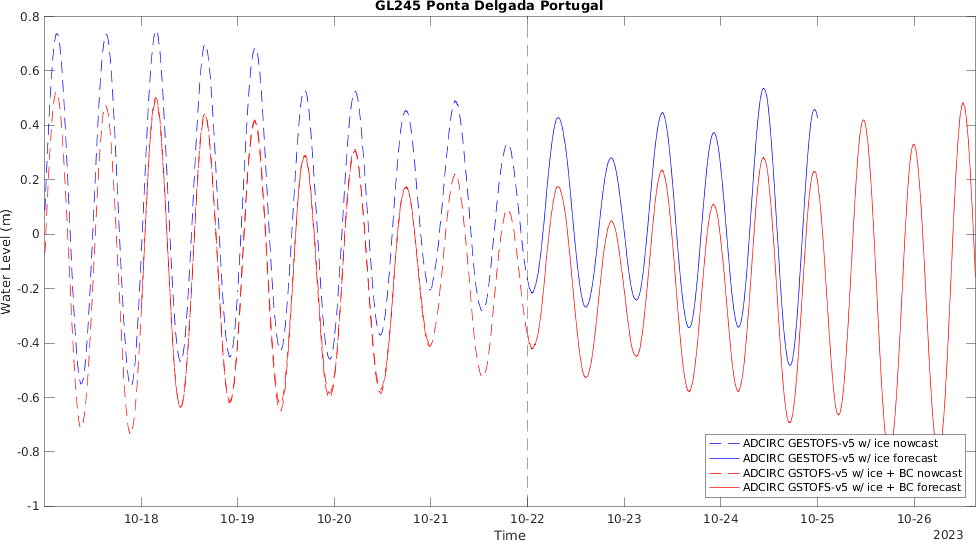 GL245 Ponta Delgada Portugal
0.8
0.6
0.4
0.2
0
-0.2
-0.4
-0.6
-0.8
-1
Water Level (m)
ADCIRC GESTOFS-v5 w/ ice nowcast
ADCIRC GESTOFS-v5 w/ ice forecast
ADCIRC GSTOFS-v5 w/ ice + BC nowcast
ADCIRC GSTOFS-v5 w/ ice + BC forecast
10-18 10-19 10-20 10-21 10-22 10-23 10-24 10-25 10-26
Time
2023